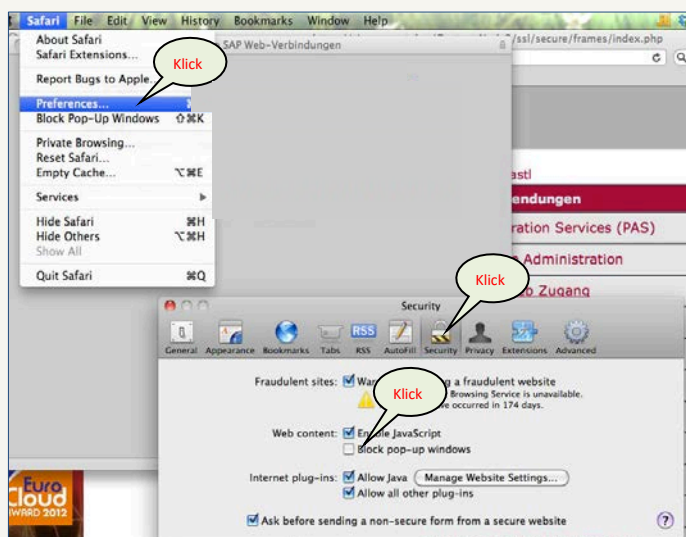 Safari File Edit View History Bookmarks Window Help
About Safari
Safari Extensions...
Report Bugs to Apple...
Preferences...
Block Pop-Up Windows ⇧⌘K
Private Browsing...
Reset Safari...
Empty Cache... ⌥⌘E
Services
Hide Safari ⌘H
Hide Others ⌥⌘H
Show All
Quit Safari ⌘Q
Klick
SAP Web-Verbindungen
/ssl/secure/frames/index.php
astl
endungen
ration Services (PAS)
Administration
Zugang
Klick
Security
General Appearance Bookmarks Tabs RSS AutoFill Security Privacy Extensions Advanced
RSS
Fraudulent sites: a fraudulent website
Browsing Service is unavailable.
occurred in 174 days.
Klick
Web content: Enable JavaScript
Block pop-up windows
Internet plug-ins: Allow Java Manage Website Settings...
Allow all other plug-ins
Ask before sending a non-secure form from a secure website
?
Euro
Cloud
AWARD 2012